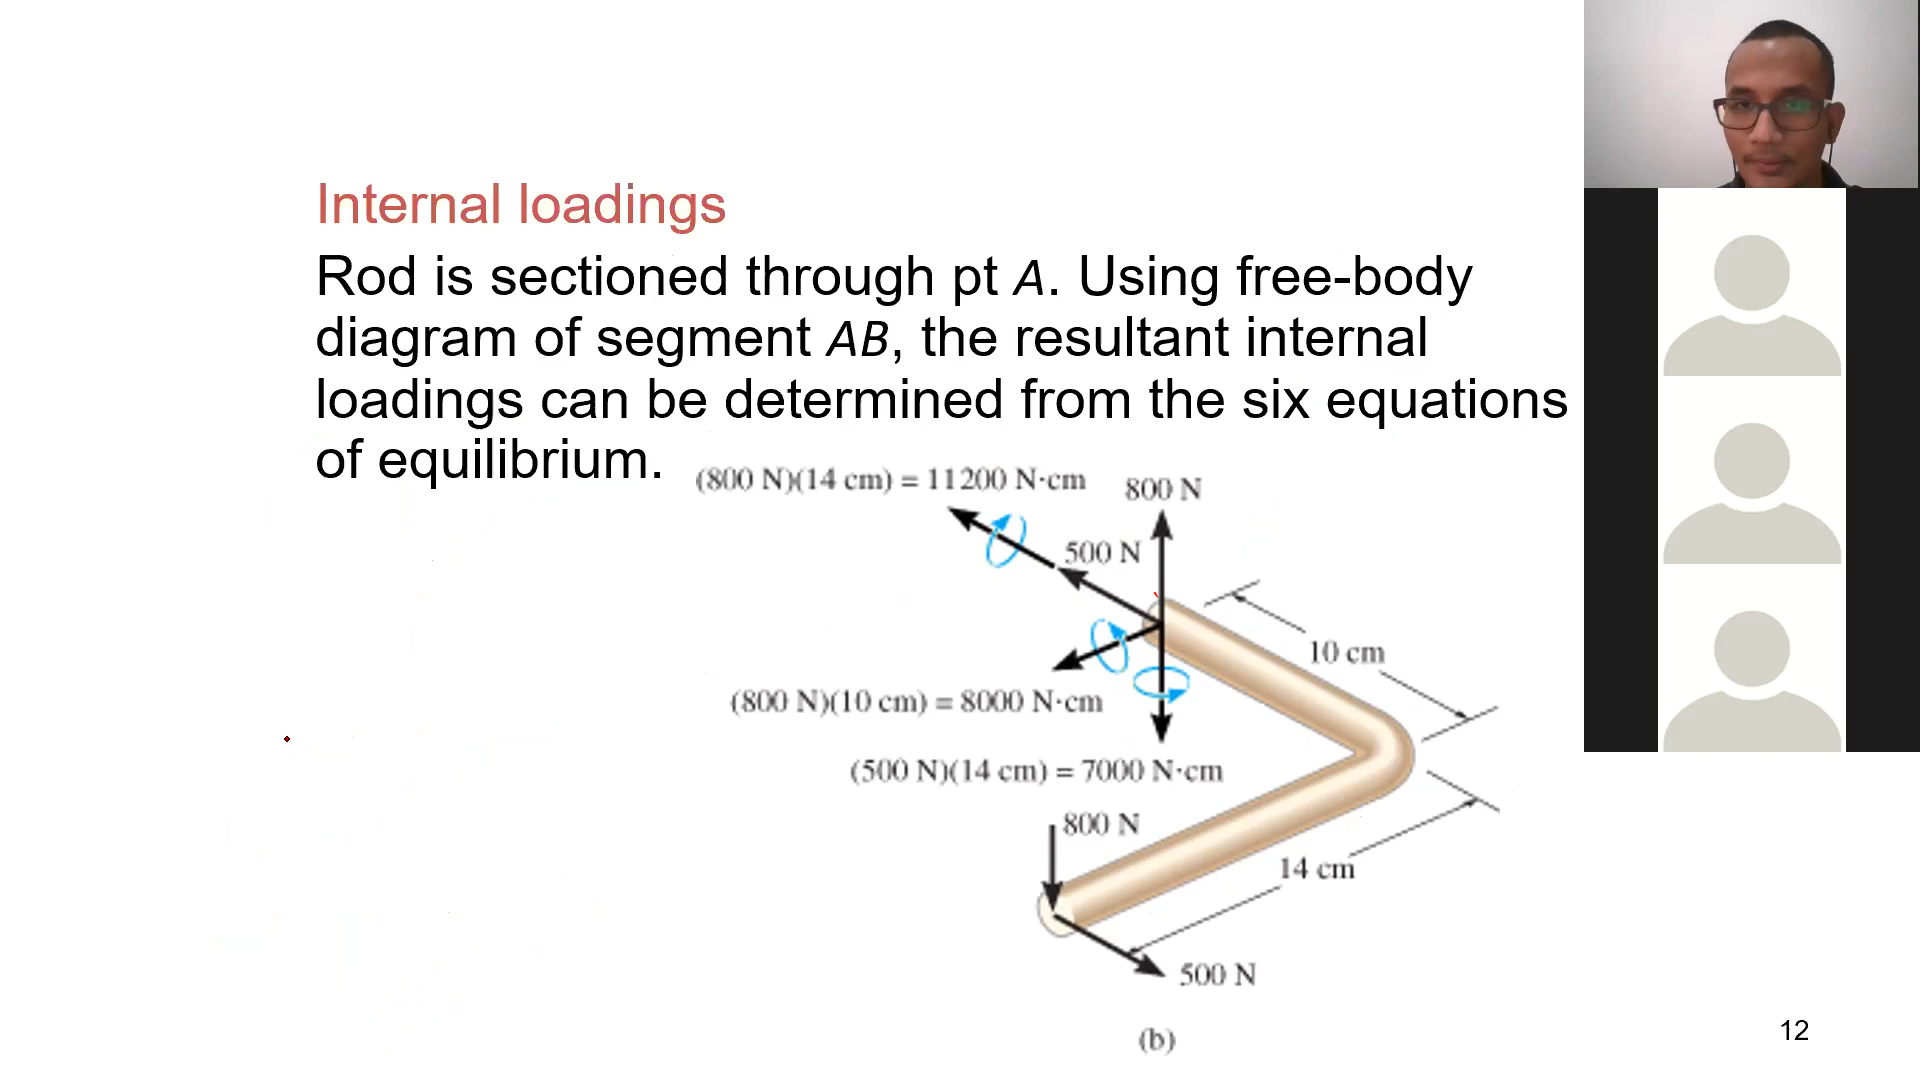 Internal loadings
Rod is sectioned through pt A. Using free-body
diagram of segment AB, the resultant internal
loadings can be determined from the six equations
of equilibrium.
(800 N)(14 cm) = 11200 N·cm
800 N
500 N
10 cm
(800 N)(10 cm) = 8000 N·cm
(500 N)(14 cm) = 7000 N·cm
800 N
14 cm
500 N
(b)
12